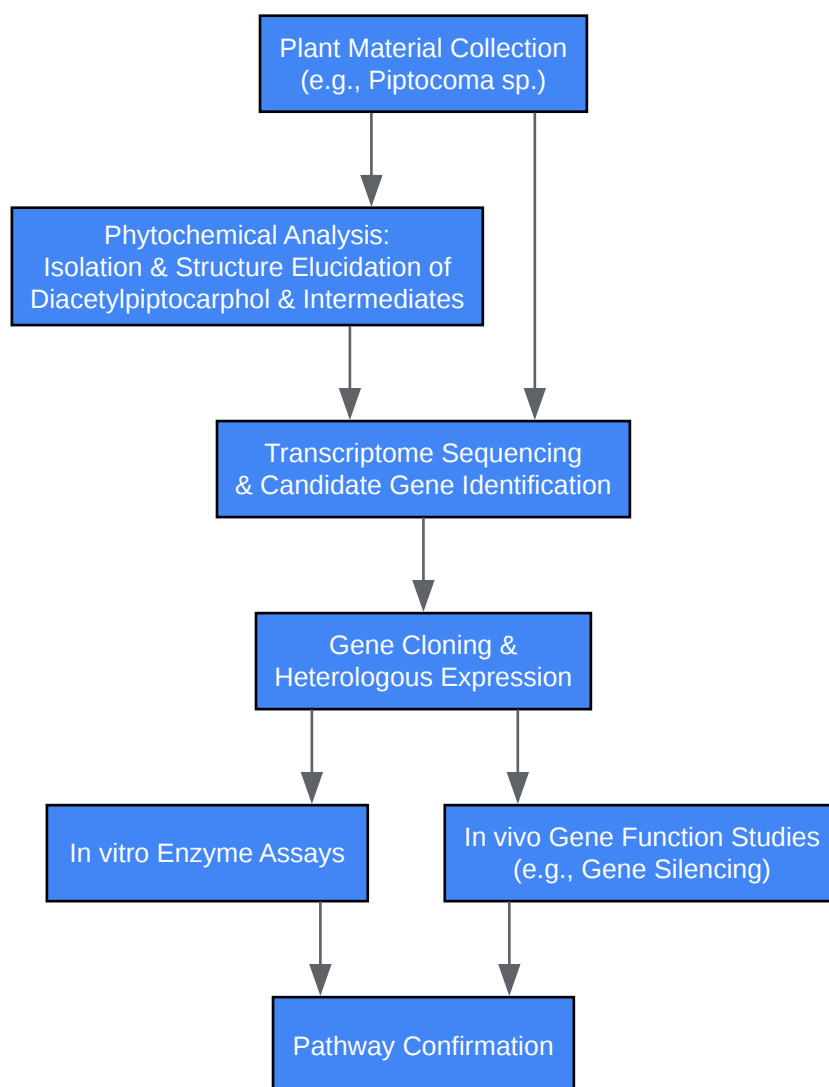 Plant Material Collection
(e.g., Piptocoma sp.)
Phytochemical Analysis:
Isolation & Structure Elucidation of
Diacetylpiptocarphol & Intermediates
Transcriptome Sequencing
& Candidate Gene Identification
Gene Cloning &
Heterologous Expression
In vitro Enzyme Assays
In vivo Gene Function Studies
(e.g., Gene Silencing)
Pathway Confirmation